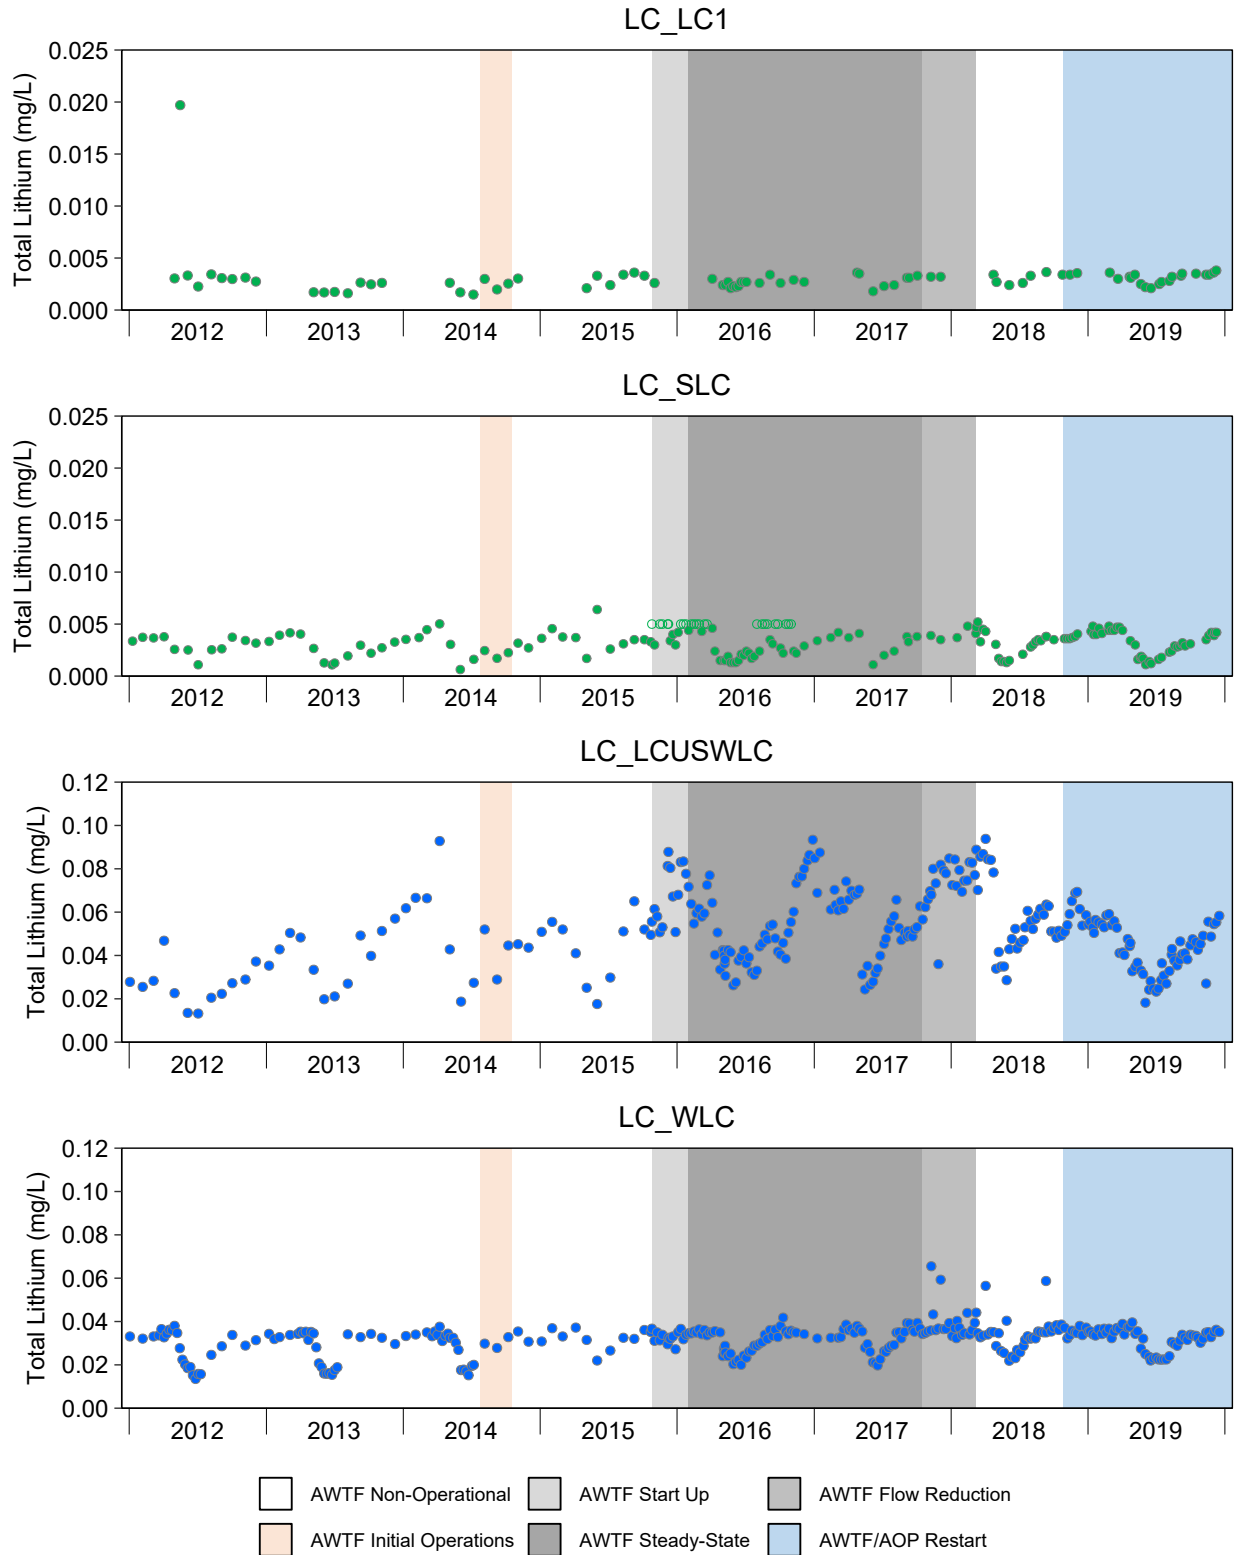 LC_LC1
Total Lithium (mg/L)
0.025
0.020
0.015
0.010
0.005
0.000
2012 2013 2014 2015 2016 2017 2018 2019
LC_SLC
Total Lithium (mg/L)
0.025
0.020
0.015
0.010
0.005
0.000
2012 2013 2014 2015 2016 2017 2018 2019
LC_LCUSWLC
Total Lithium (mg/L)
0.12
0.10
0.08
0.06
0.04
0.02
0.00
2012 2013 2014 2015 2016 2017 2018 2019
LC_WLC
Total Lithium (mg/L)
0.12
0.10
0.08
0.06
0.04
0.02
0.00
2012 2013 2014 2015 2016 2017 2018 2019
AWTF Non-Operational AWTF Start Up AWTF Flow Reduction
AWTF Initial Operations AWTF Steady-State AWTF/AOP Restart